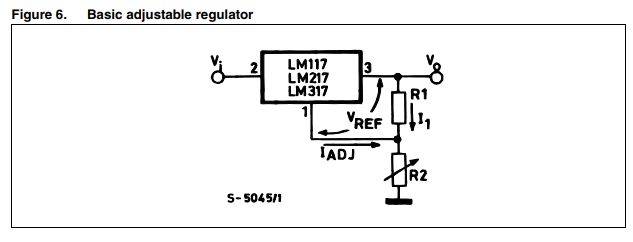 Figure 6. Basic adjustable regulator
Vi
2
LM117
LM217
LM317
3
Vo
1
VREF
R1
I1
IADJ
R2
S-5045/1